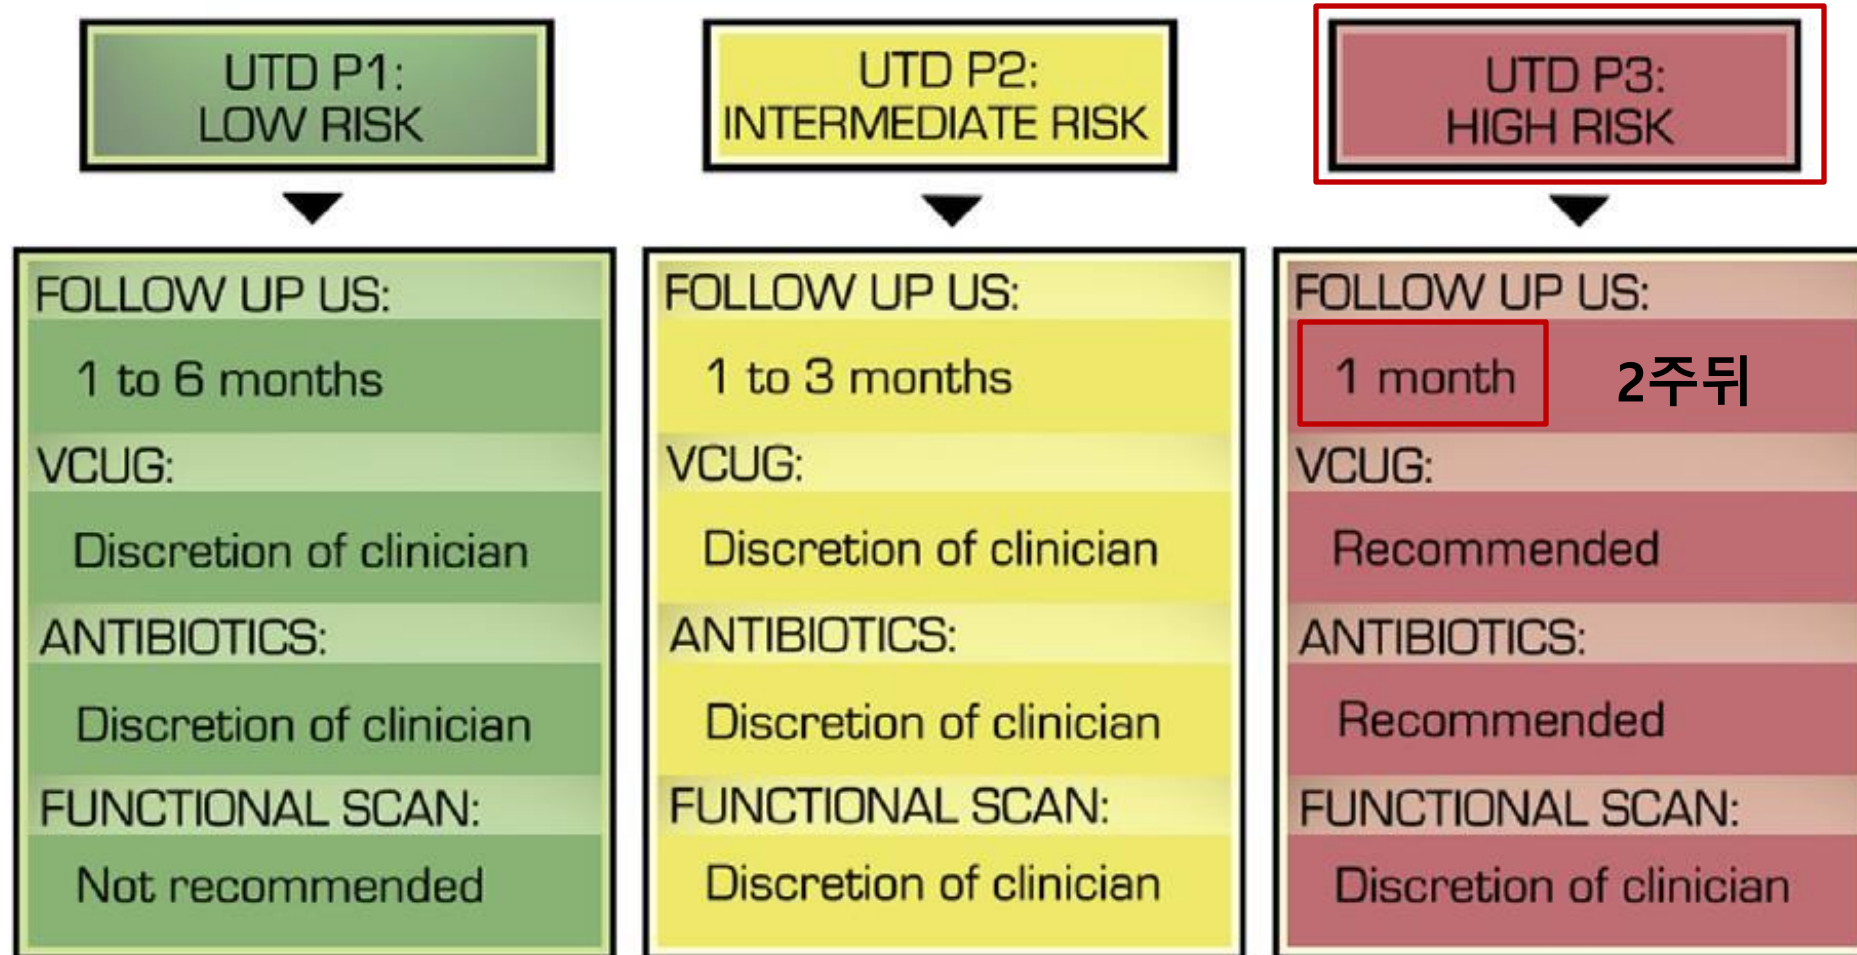 UTD P1:
LOW RISK
FOLLOW UP US:
1 to 6 months
VCUG:
Discretion of clinician
ANTIBIOTICS:
Discretion of clinician
FUNCTIONAL SCAN:
Not recommended
UTD P2:
INTERMEDIATE RISK
FOLLOW UP US:
1 to 3 months
VCUG:
Discretion of clinician
ANTIBIOTICS:
Discretion of clinician
FUNCTIONAL SCAN:
Discretion of clinician
UTD P3:
HIGH RISK
FOLLOW UP US:
1 month 2주뒤
VCUG:
Recommended
ANTIBIOTICS:
Recommended
FUNCTIONAL SCAN:
Discretion of clinician